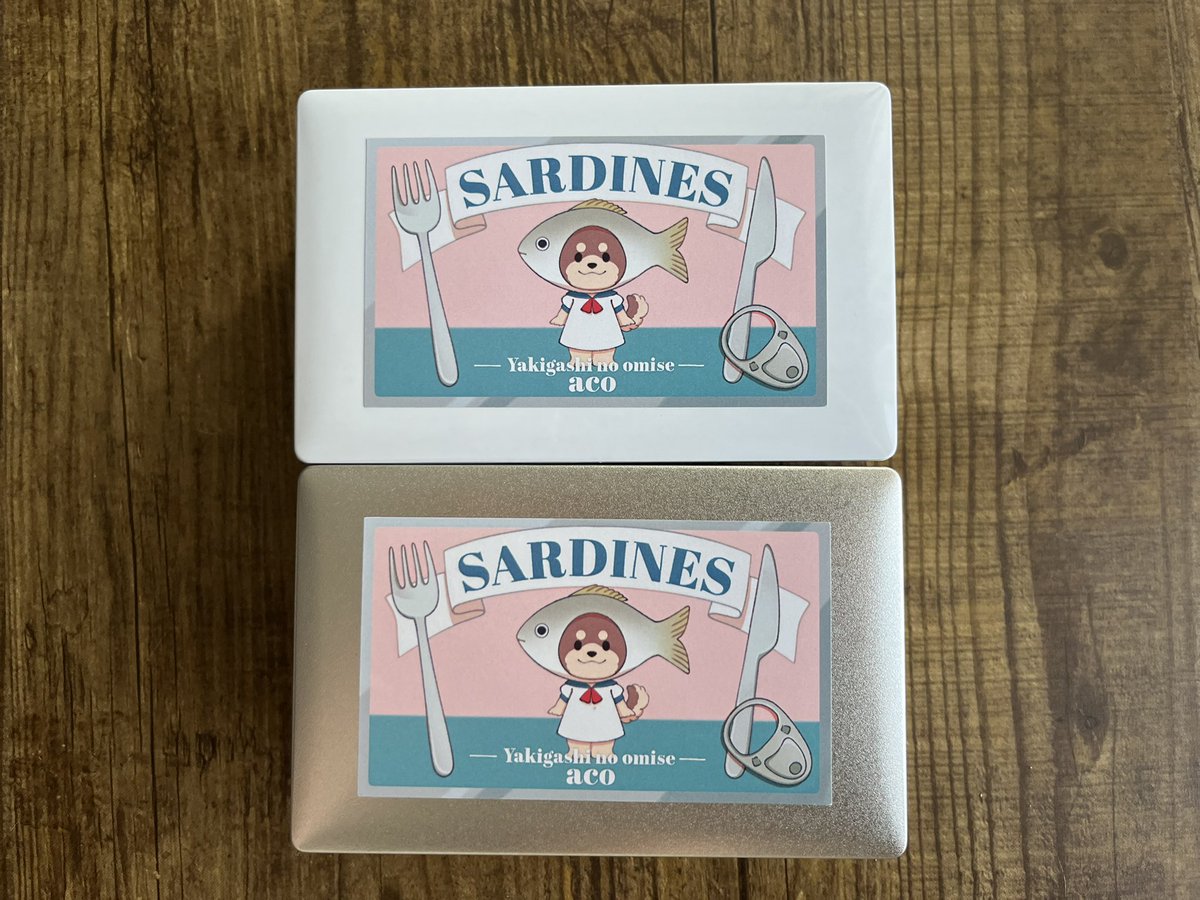 SARDINES
Yakigashi no omise
aco
SARDINES
Yakigashi no omise
aco